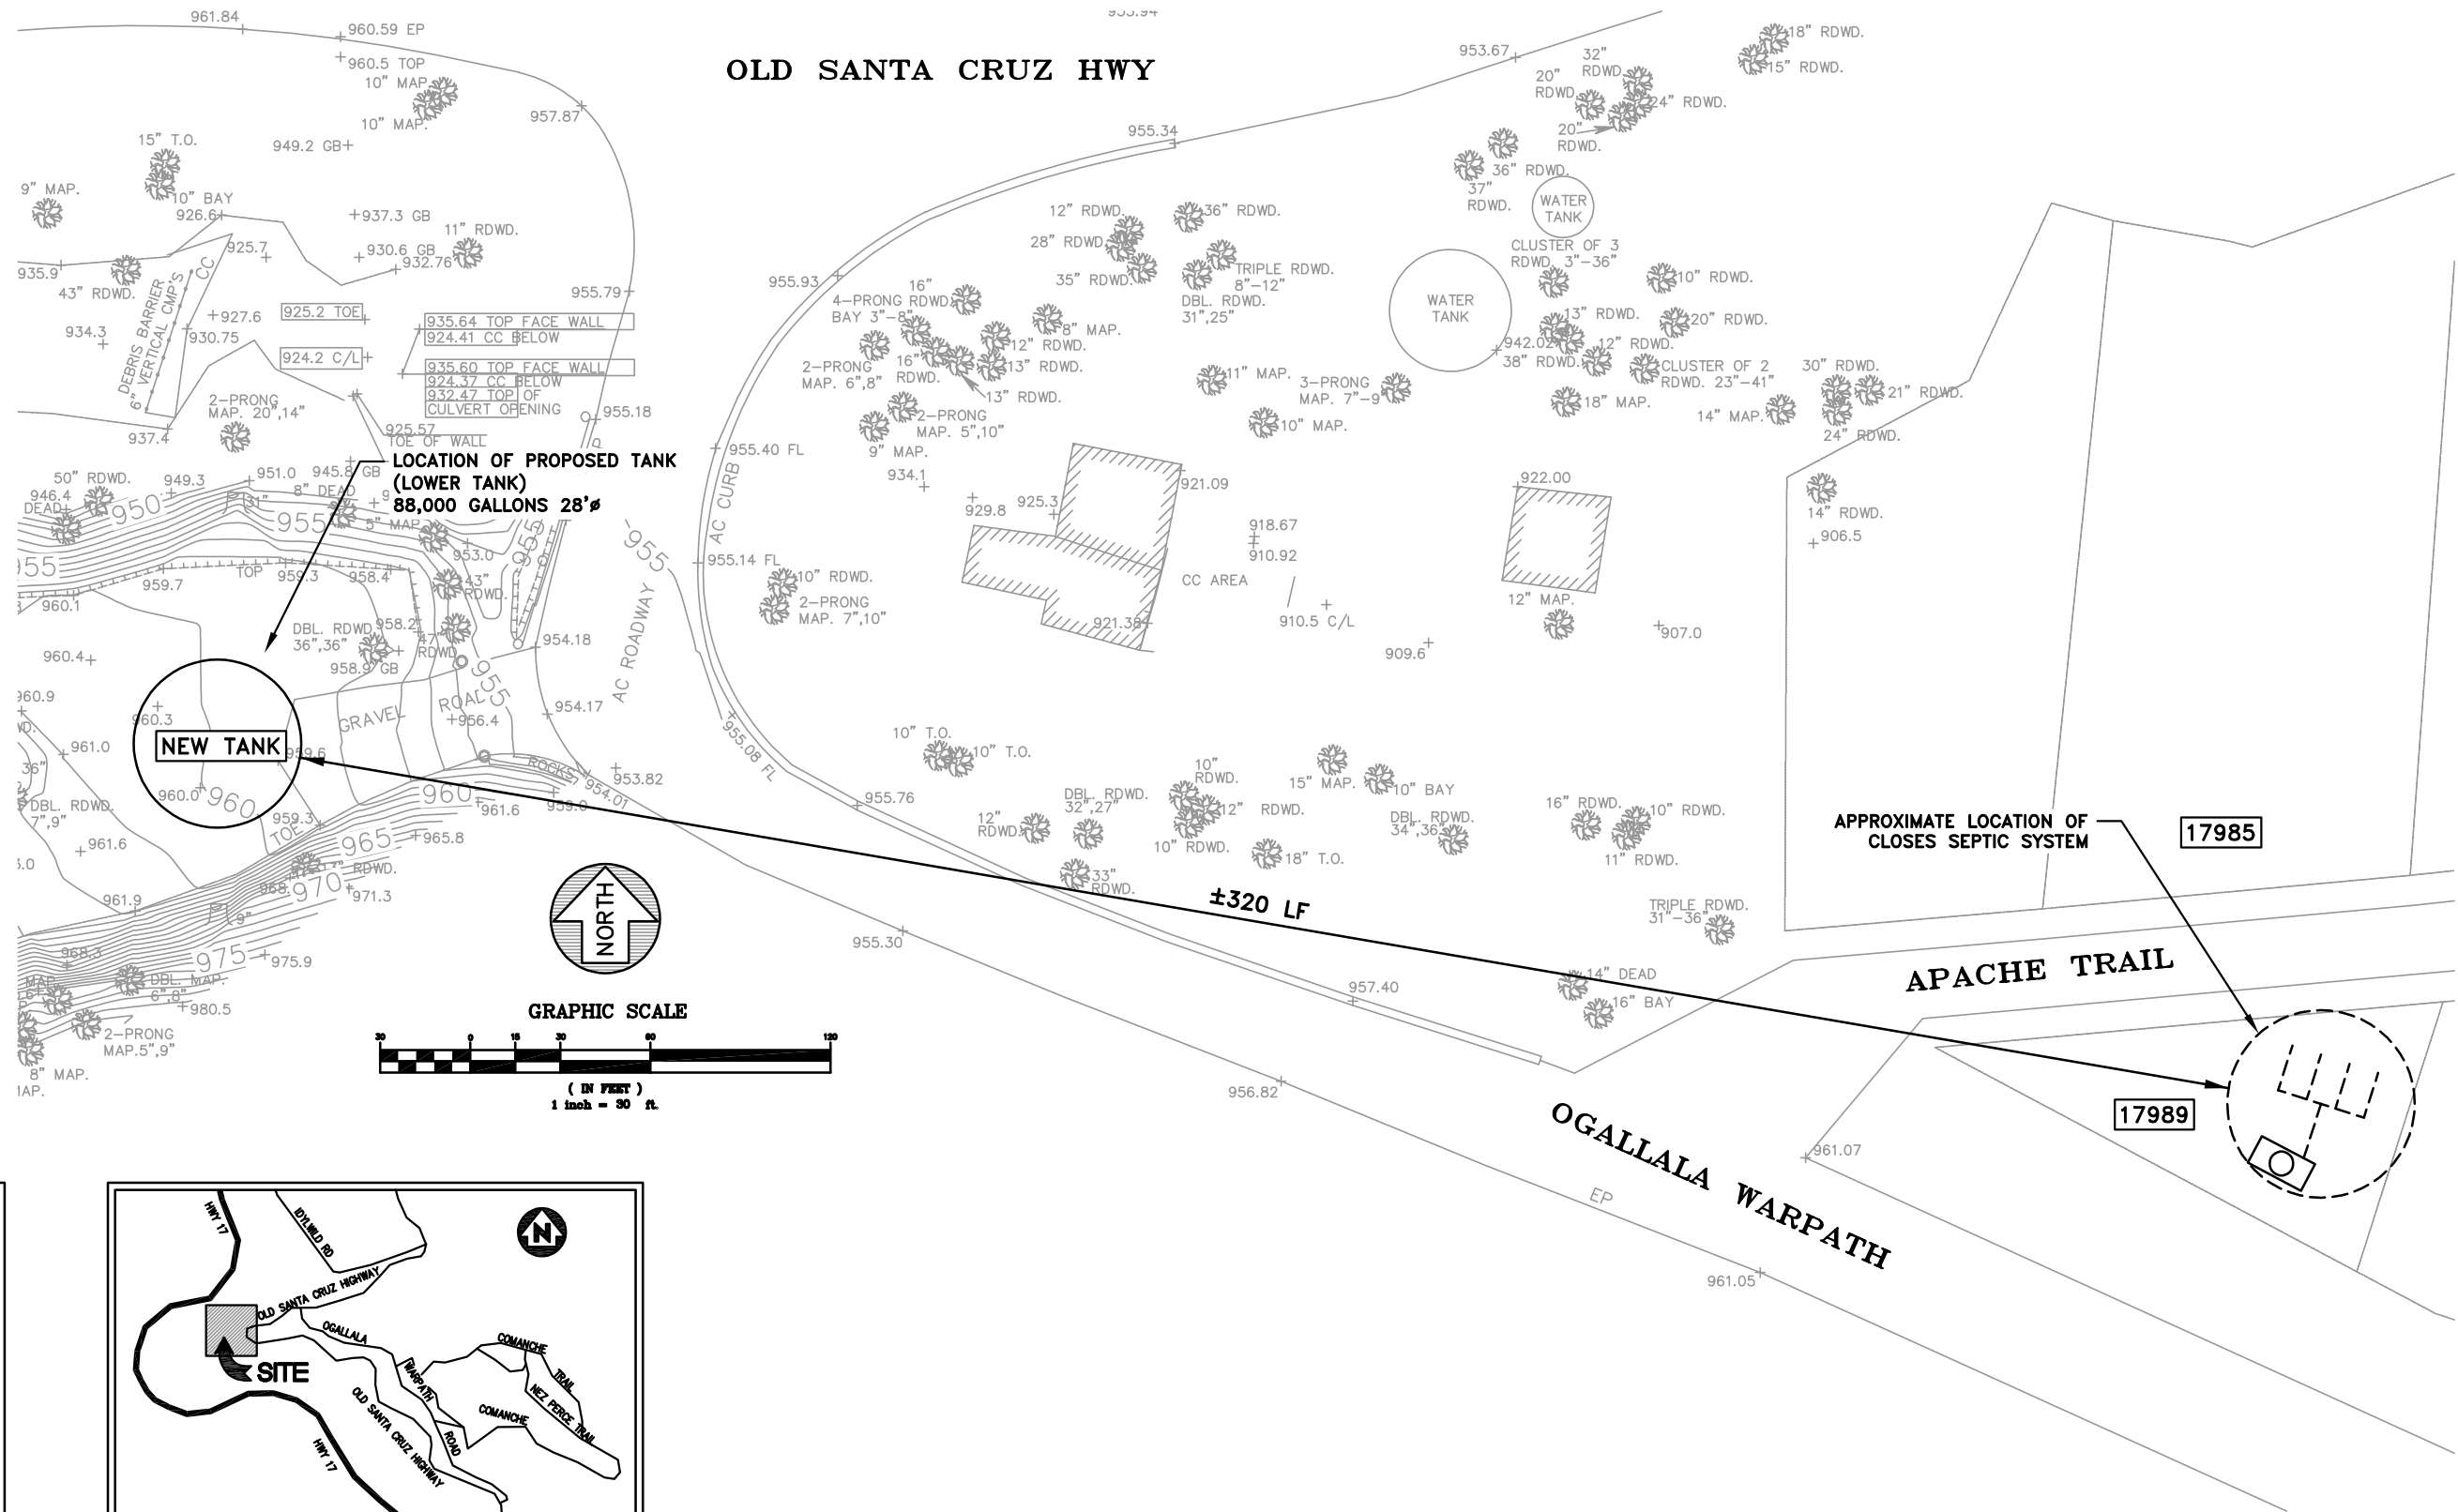 961.84
960.59 EP
960.5 TOP
10" MAP.
10" MAP.
957.87
OLD SANTA CRUZ HWY
953.67
955.34
32"
RDWD.
20"
RDWD.
24" RDWD.
20"
RDWD.
18" RDWD.
15" RDWD.
15" T.O.
949.2 GB
9" MAP.
10" BAY
926.6
937.3 GB
11" RDWD.
925.7
930.6 GB
932.76
935.9
43" RDWD.
955.79
DEBRIS BARRIER
6" VERTICAL CMP'S
CC
934.3
927.6
930.75
925.2 TOE
924.2 C/L
935.64 TOP FACE WALL
924.41 CC BELOW
935.60 TOP FACE WALL
924.37 CC BELOW
932.47 TOP OF
CULVERT OPENING
955.18
2-PRONG
MAP. 20",14"
937.4
925.57
TOE OF WALL
LOCATION OF PROPOSED TANK
(LOWER TANK)
88,000 GALLONS 28'ø
36" RDWD.
37"
RDWD.
WATER
TANK
12" RDWD.
36" RDWD.
28" RDWD.
35" RDWD.
TRIPLE RDWD.
8"-12"
DBL. RDWD.
31",25"
955.93
16"
RDWD.
4-PRONG
BAY 3"-8"
8" MAP.
12" RDWD.
13" RDWD.
13" RDWD.
16"
RDWD.
2-PRONG
MAP. 6",8"
2-PRONG
MAP. 5",10"
9" MAP.
WATER
TANK
CLUSTER OF 3
RDWD. 3"-36"
10" RDWD.
13" RDWD.
20" RDWD.
942.02
12" RDWD.
38" RDWD.
CLUSTER OF 2
RDWD. 23"-41"
11" MAP.
3-PRONG
MAP. 7"-9
10" MAP.
18" MAP.
14" MAP.
30" RDWD.
21" RDWD.
24" RDWD.
14" RDWD.
906.5
955.40 FL
AC CURB
955.14 FL
934.1
929.8
925.3
921.09
918.67
910.92
CC AREA
921.38
910.5 C/L
909.6
922.00
12" MAP.
907.0
50" RDWD.
946.4
DEAD
949.3
951.0
945.8 GB
8" DEAD
31"
950
955
5" MAP.
953.0
955
955
955
959.7
TOP
959.3
958.4
960.1
43"
RDWD.
10" RDWD.
2-PRONG
MAP. 7",10"
DBL. RDWD.
36",36"
958.2
47"
RDWD
958.9 GB
954.18
960.4
955
AC ROADWAY
960.9
960.3
GRAVEL
ROAD
956.4
954.17
NEW TANK
961.0
959.6
36"
960.0
960
ROCKS
954.01
953.82
955.08 FL
955.76
DBL. RDWD.
7",9"
TOE
959.3
960
961.6
959.0
961.6
965
965.8
RDWD.
968.
970
971.3
961.9
9"
968.3
975
975.9
MAP.
DBL. MAP.
6",8"
980.5
2-PRONG
MAP.5",9"
8" MAP.
10" T.O.
10" T.O.
10"
RDWD.
DBL. RDWD.
32",27"
12"
RDWD.
12" RDWD.
10" RDWD.
33"
RDWD.
15" MAP.
10" BAY
18" T.O.
DBL. RDWD.
34",36"
16" RDWD.
10" RDWD.
11" RDWD.
TRIPLE RDWD.
31"-36"
APPROXIMATE LOCATION OF
CLOSES SEPTIC SYSTEM
17985
±320 LF
955.30
957.40
14" DEAD
16" BAY
APACHE TRAIL
NORTH
GRAPHIC SCALE
30 0 15 30 60 120
( IN FEET )
1 inch = 30 ft.
956.82
17989
961.07
OGALLALA WARPATH
EP
961.05
HWY 17
IDYLWILD RD
N
OLD SANTA CRUZ HIGHWAY
OGALLALA
WARPATH
ROAD
SITE
COMANCHE
TRAIL
NEZ PERCE TRAIL
COMANCHE
OLD SANTA CRUZ HIGHWAY
HWY 17